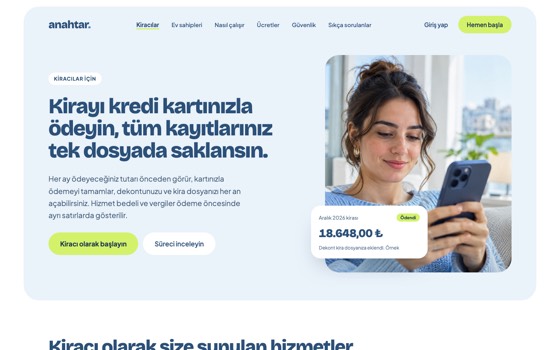 anahtar.
Kiracılar
Ev sahipleri
Nasıl çalışır
Ücretler
Güvenlik
Sıkça sorulanlar
Giriş yap
Hemen başla
KİRACILAR İÇİN
Kirayı kredi kartınızla
ödeyin, tüm kayıtlarınız
tek dosyada saklansın.
Her ay ödeyeceğiniz tutarı önceden görür, kartınızla
ödemeyi tamamlar, dekontunuzu ve kira dosyanızı her an
açabilirsiniz. Hizmet bedeli ve vergiler ödeme öncesinde
ayrı satırlarda gösterilir.
Kiracı olarak başlayın
Süreci inceleyin
Aralık 2026 kirası
Ödendi
18.648,00 ₺
Dekont kira dosyanıza eklendi. Örnek
Kiracı olarak size sunulan hizmetler